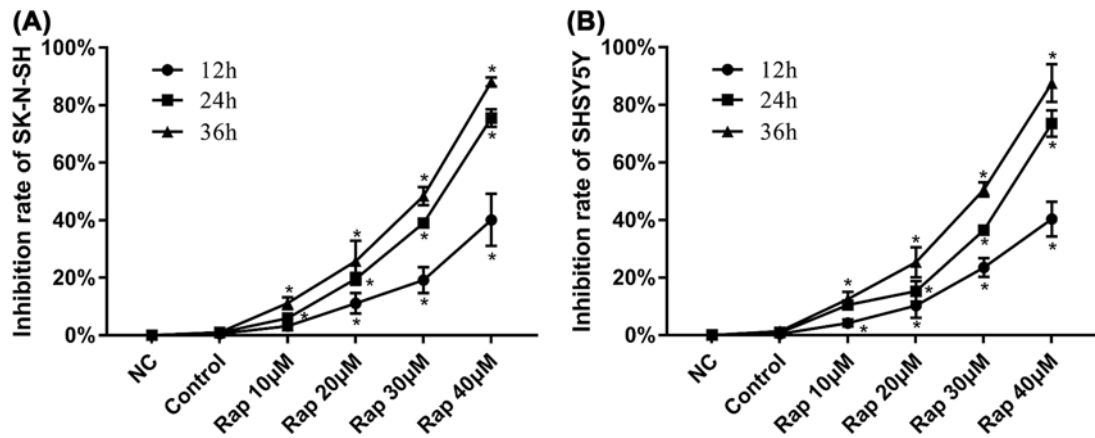 (A)
Inhibition rate of SK-N-SH
100%
80%
60%
40%
20%
0%
12h
24h
36h
*
*
*
*
*
*
*
*
*
*
*
NC
Control
Rap 10µM
Rap 20µM
Rap 30µM
Rap 40µM
(B)
Inhibition rate of SHSY5Y
100%
80%
60%
40%
20%
0%
12h
24h
36h
*
*
*
*
*
*
*
*
*
*
*
NC
Control
Rap 10µM
Rap 20µM
Rap 30µM
Rap 40µM